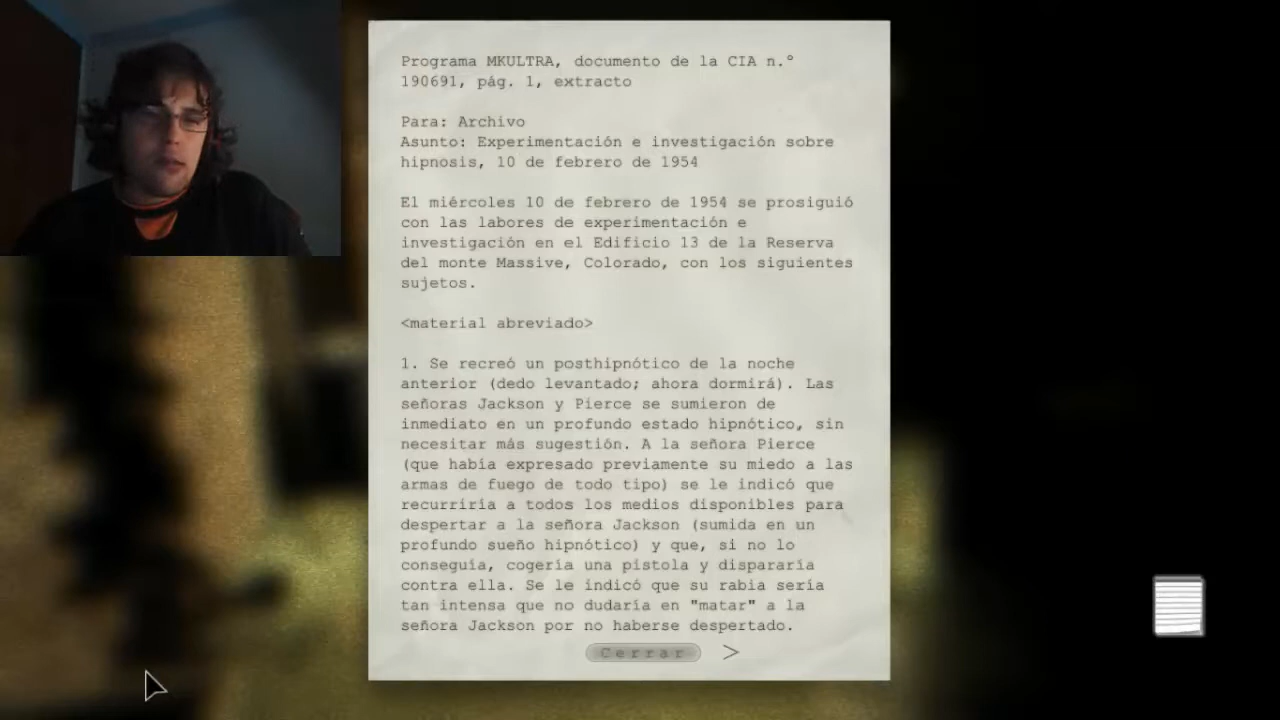 Programa MKULTRA, documento de la CIA n.º
190691, pág. 1, extracto
Para: Archivo
Asunto: Experimentación e investigación sobre
hipnosis, 10 de febrero de 1954
El miércoles 10 de febrero de 1954 se prosiguió
con las labores de experimentación e
investigación en el Edificio 13 de la Reserva
del monte Massive, Colorado, con los siguientes
sujetos.
<material abreviado>
1. Se recreó un posthipnótico de la noche
anterior (dedo levantado; ahora dormirá). Las
señoras Jackson y Pierce se sumieron de
inmediato en un profundo estado hipnótico, sin
necesitar más sugestión. A la señora Pierce
(que había expresado previamente su miedo a las
armas de fuego de todo tipo) se le indicó que
recurriría a todos los medios disponibles para
despertar a la señora Jackson (sumida en un
profundo sueño hipnótico) y que, si no lo
conseguía, cogería una pistola y dispararía
contra ella. Se le indicó que su rabia sería
tan intensa que no dudaría en "matar" a la
señora Jackson por no haberse despertado.
Cerrar >